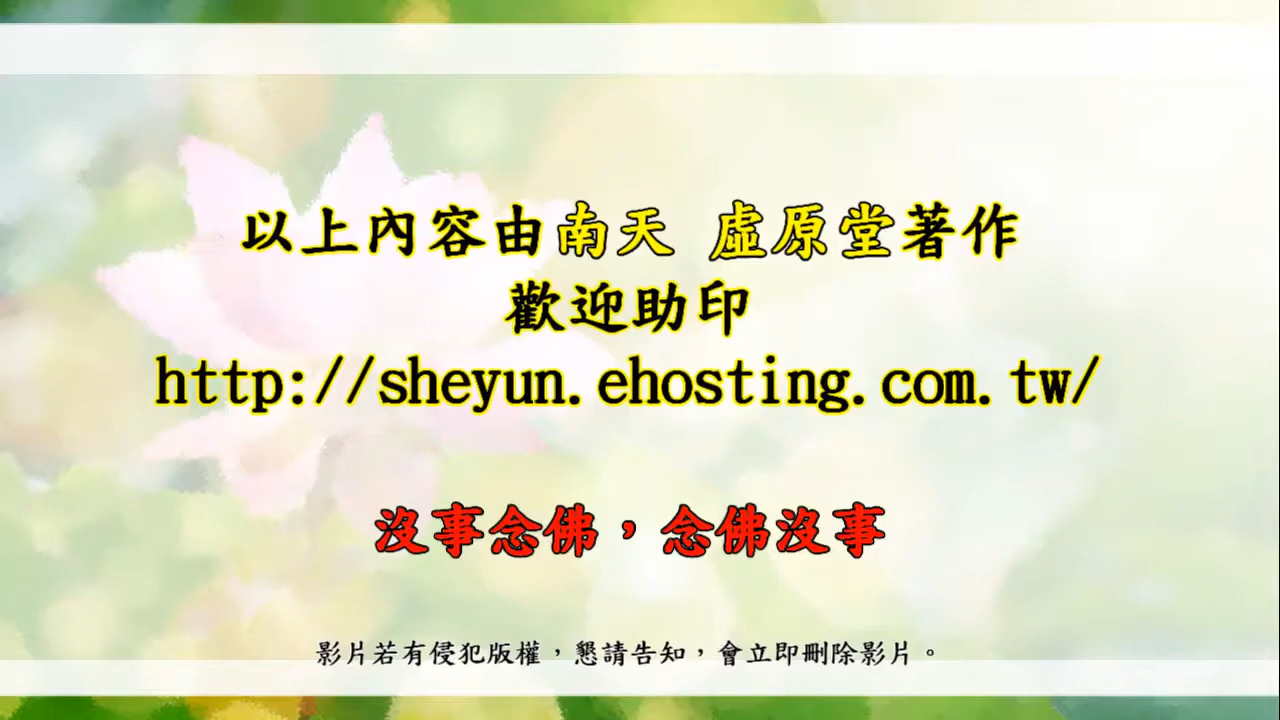 以上內容由南天 虛原堂著作
歡迎助印
http://sheyun.ehosting.com.tw/
沒事念佛，念佛沒事
影片若有侵犯版權，懇請告知，會立即刪除影片。